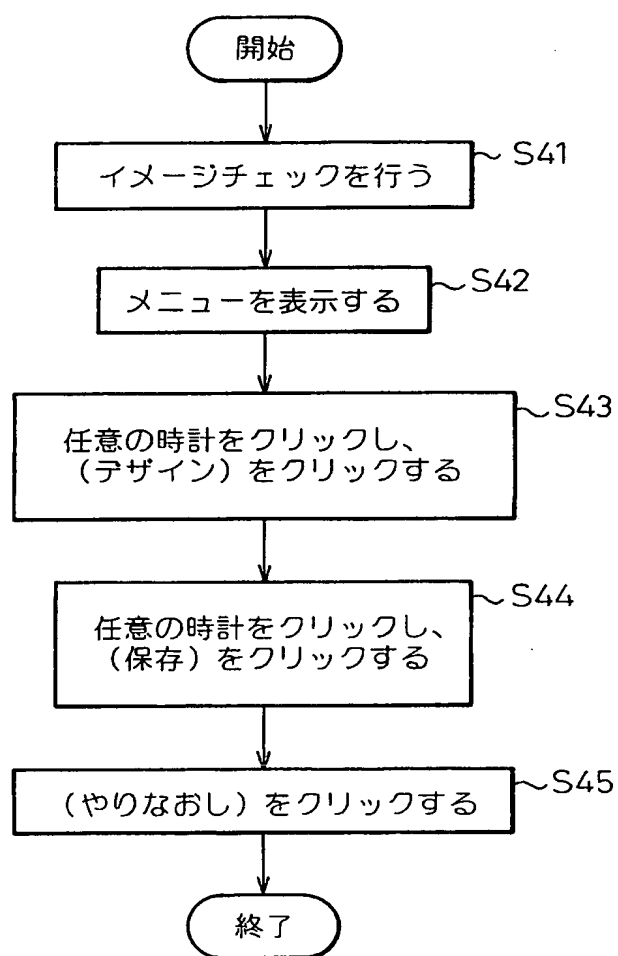 開始
イメージチェックを行う
S41
メニューを表示する
S42
任意の時計をクリックし、
(デザイン)をクリックする
S43
任意の時計をクリックし、
(保存)をクリックする
S44
(やりなおし)をクリックする
S45
終了